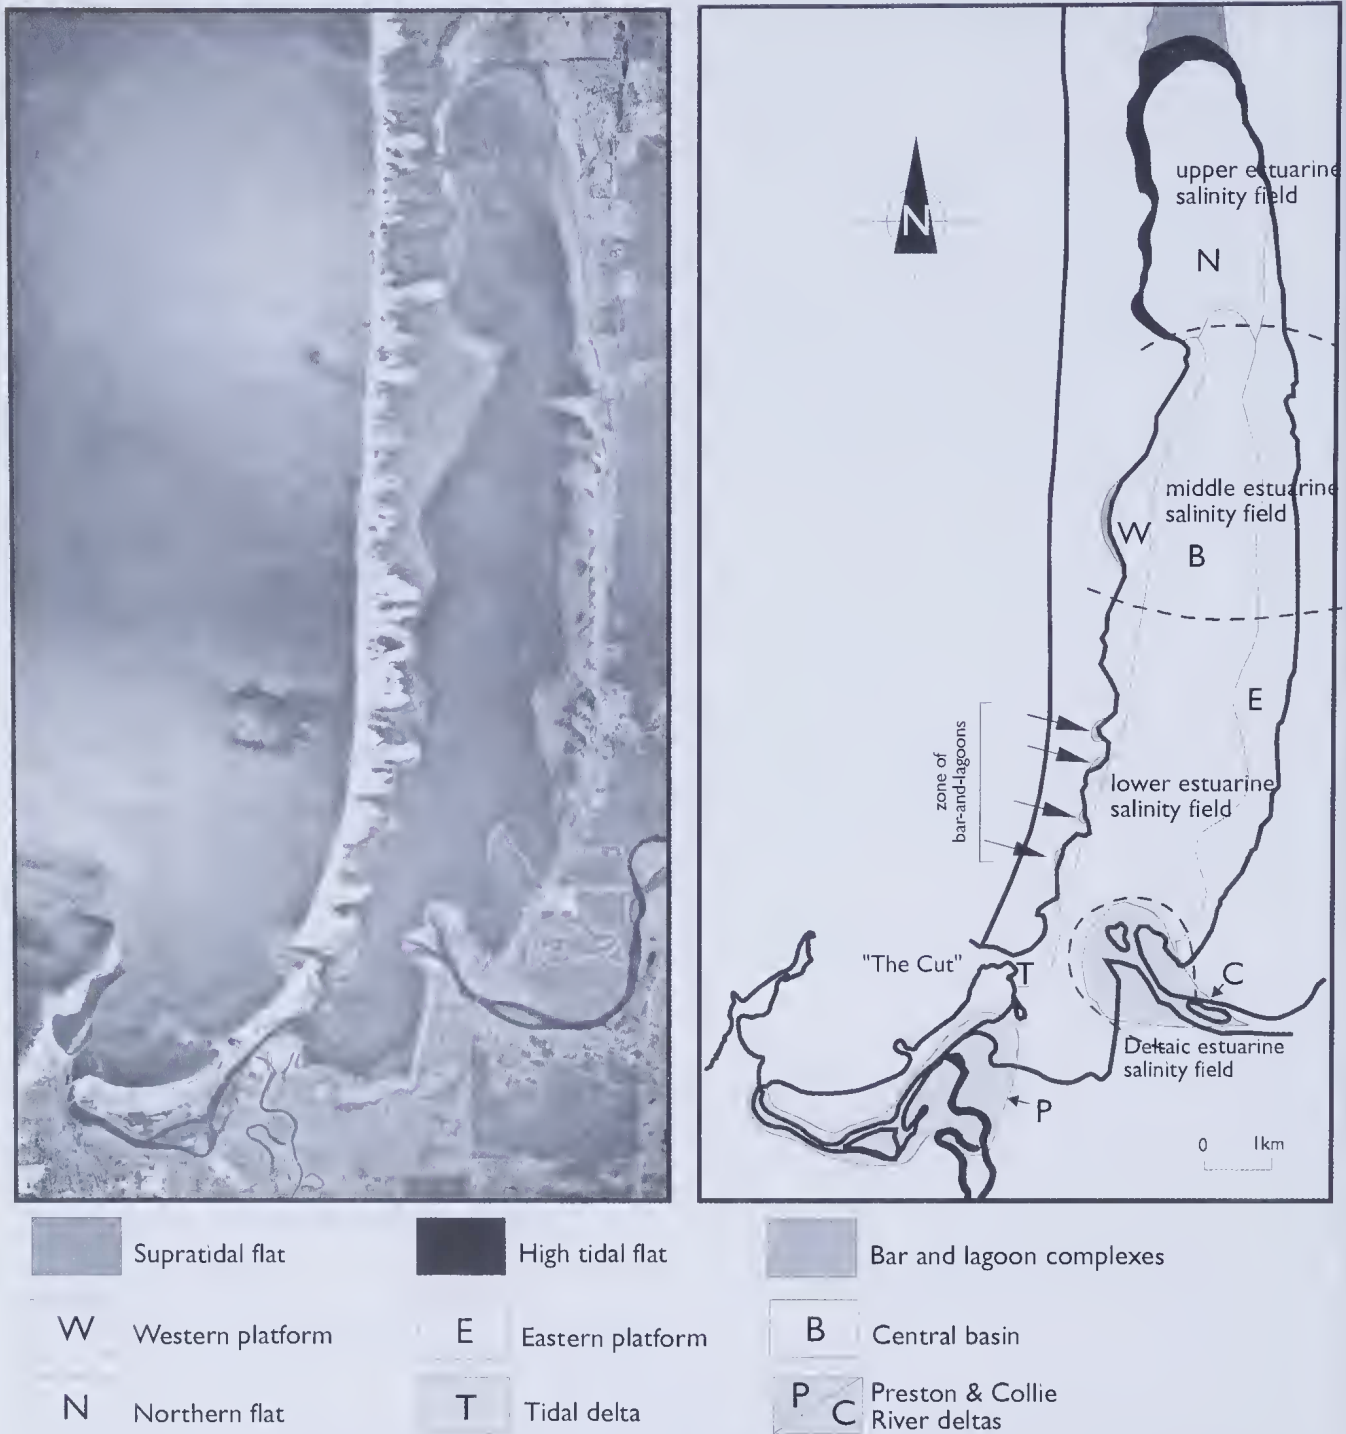 N
upper estuarine
salinity field
N
middle estuarine
salinity field
W
B
E
zone of
bar-and-lagoons
lower estuarine
salinity field
"The Cut"
T
C
Deltaic estuarine
salinity field
P
0 1km
Supratidal flat
High tidal flat
Bar and lagoon complexes
W Western platform
E Eastern platform
B Central basin
N Northern flat
T Tidal delta
P C Preston & Collie
River deltas